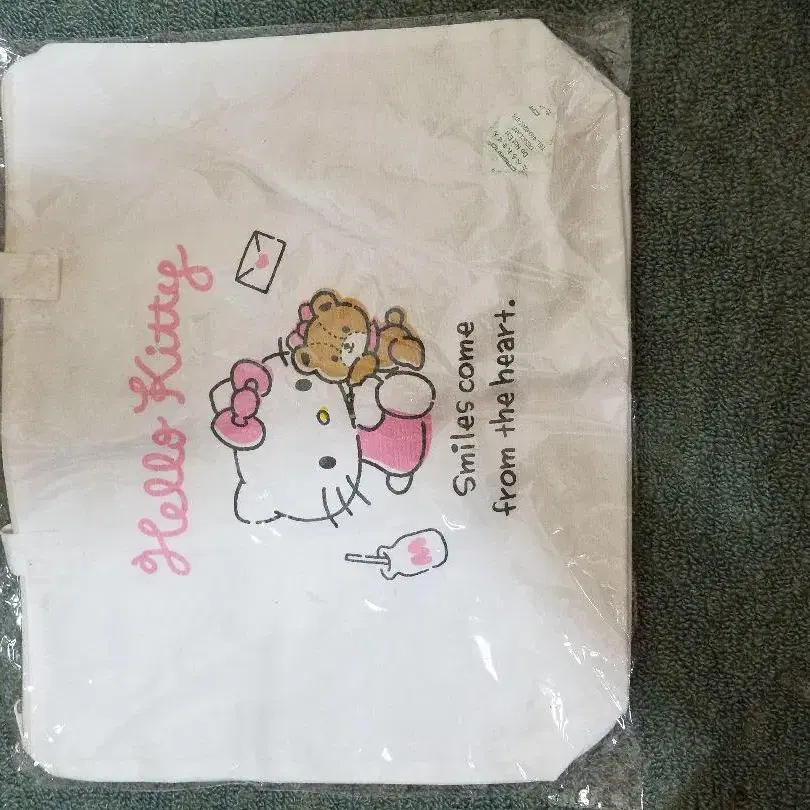 Hello Kitty
Smiles come
from the heart.